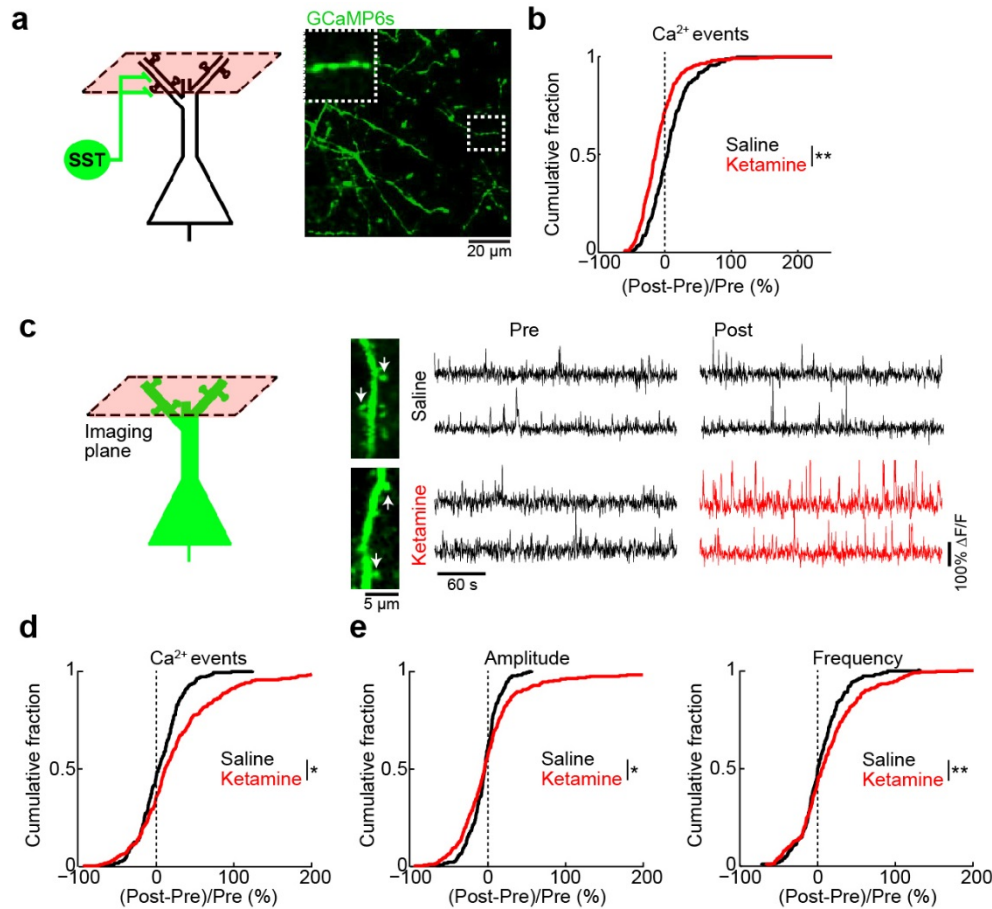 a
SST
GCaMP6s
20 µm
b
Ca²⁺ events
Cumulative fraction
1
0.5
0
Saline
Ketamine
**
−100 0 100 200
(Post-Pre)/Pre (%)
c
Imaging
plane
Saline
Ketamine
5 µm
Pre
Post
60 s
100% ΔF/F
d
Ca²⁺ events
Cumulative fraction
1
0.5
0
Saline
Ketamine
*
−100 0 100 200
(Post-Pre)/Pre (%)
e
Amplitude
Cumulative fraction
1
0.5
0
Saline
Ketamine
*
−100 0 100 200
(Post-Pre)/Pre (%)
Frequency
Cumulative fraction
1
0.5
0
Saline
Ketamine
**
−100 0 100 200
(Post-Pre)/Pre (%)